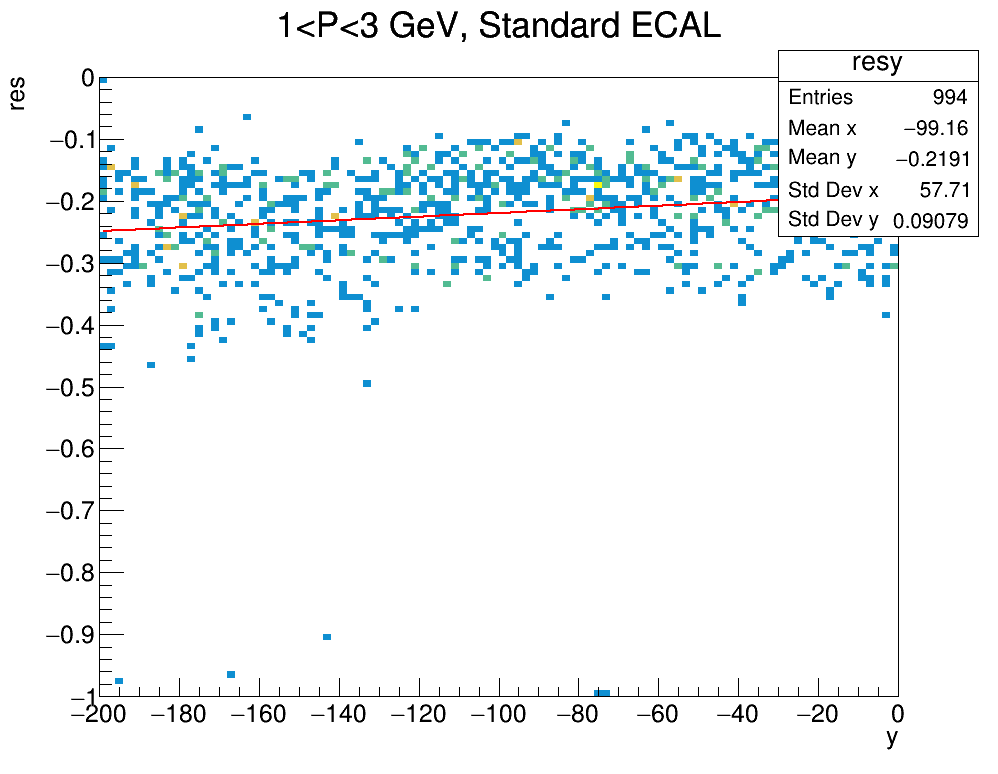 1<P<3 GeV, Standard ECAL
res
resy
Entries 994
Mean x −99.16
Mean y −0.2191
Std Dev x 57.71
Std Dev y 0.09079
0
−0.1
−0.2
−0.3
−0.4
−0.5
−0.6
−0.7
−0.8
−0.9
−1
−200 −180 −160 −140 −120 −100 −80 −60 −40 −20 0
y